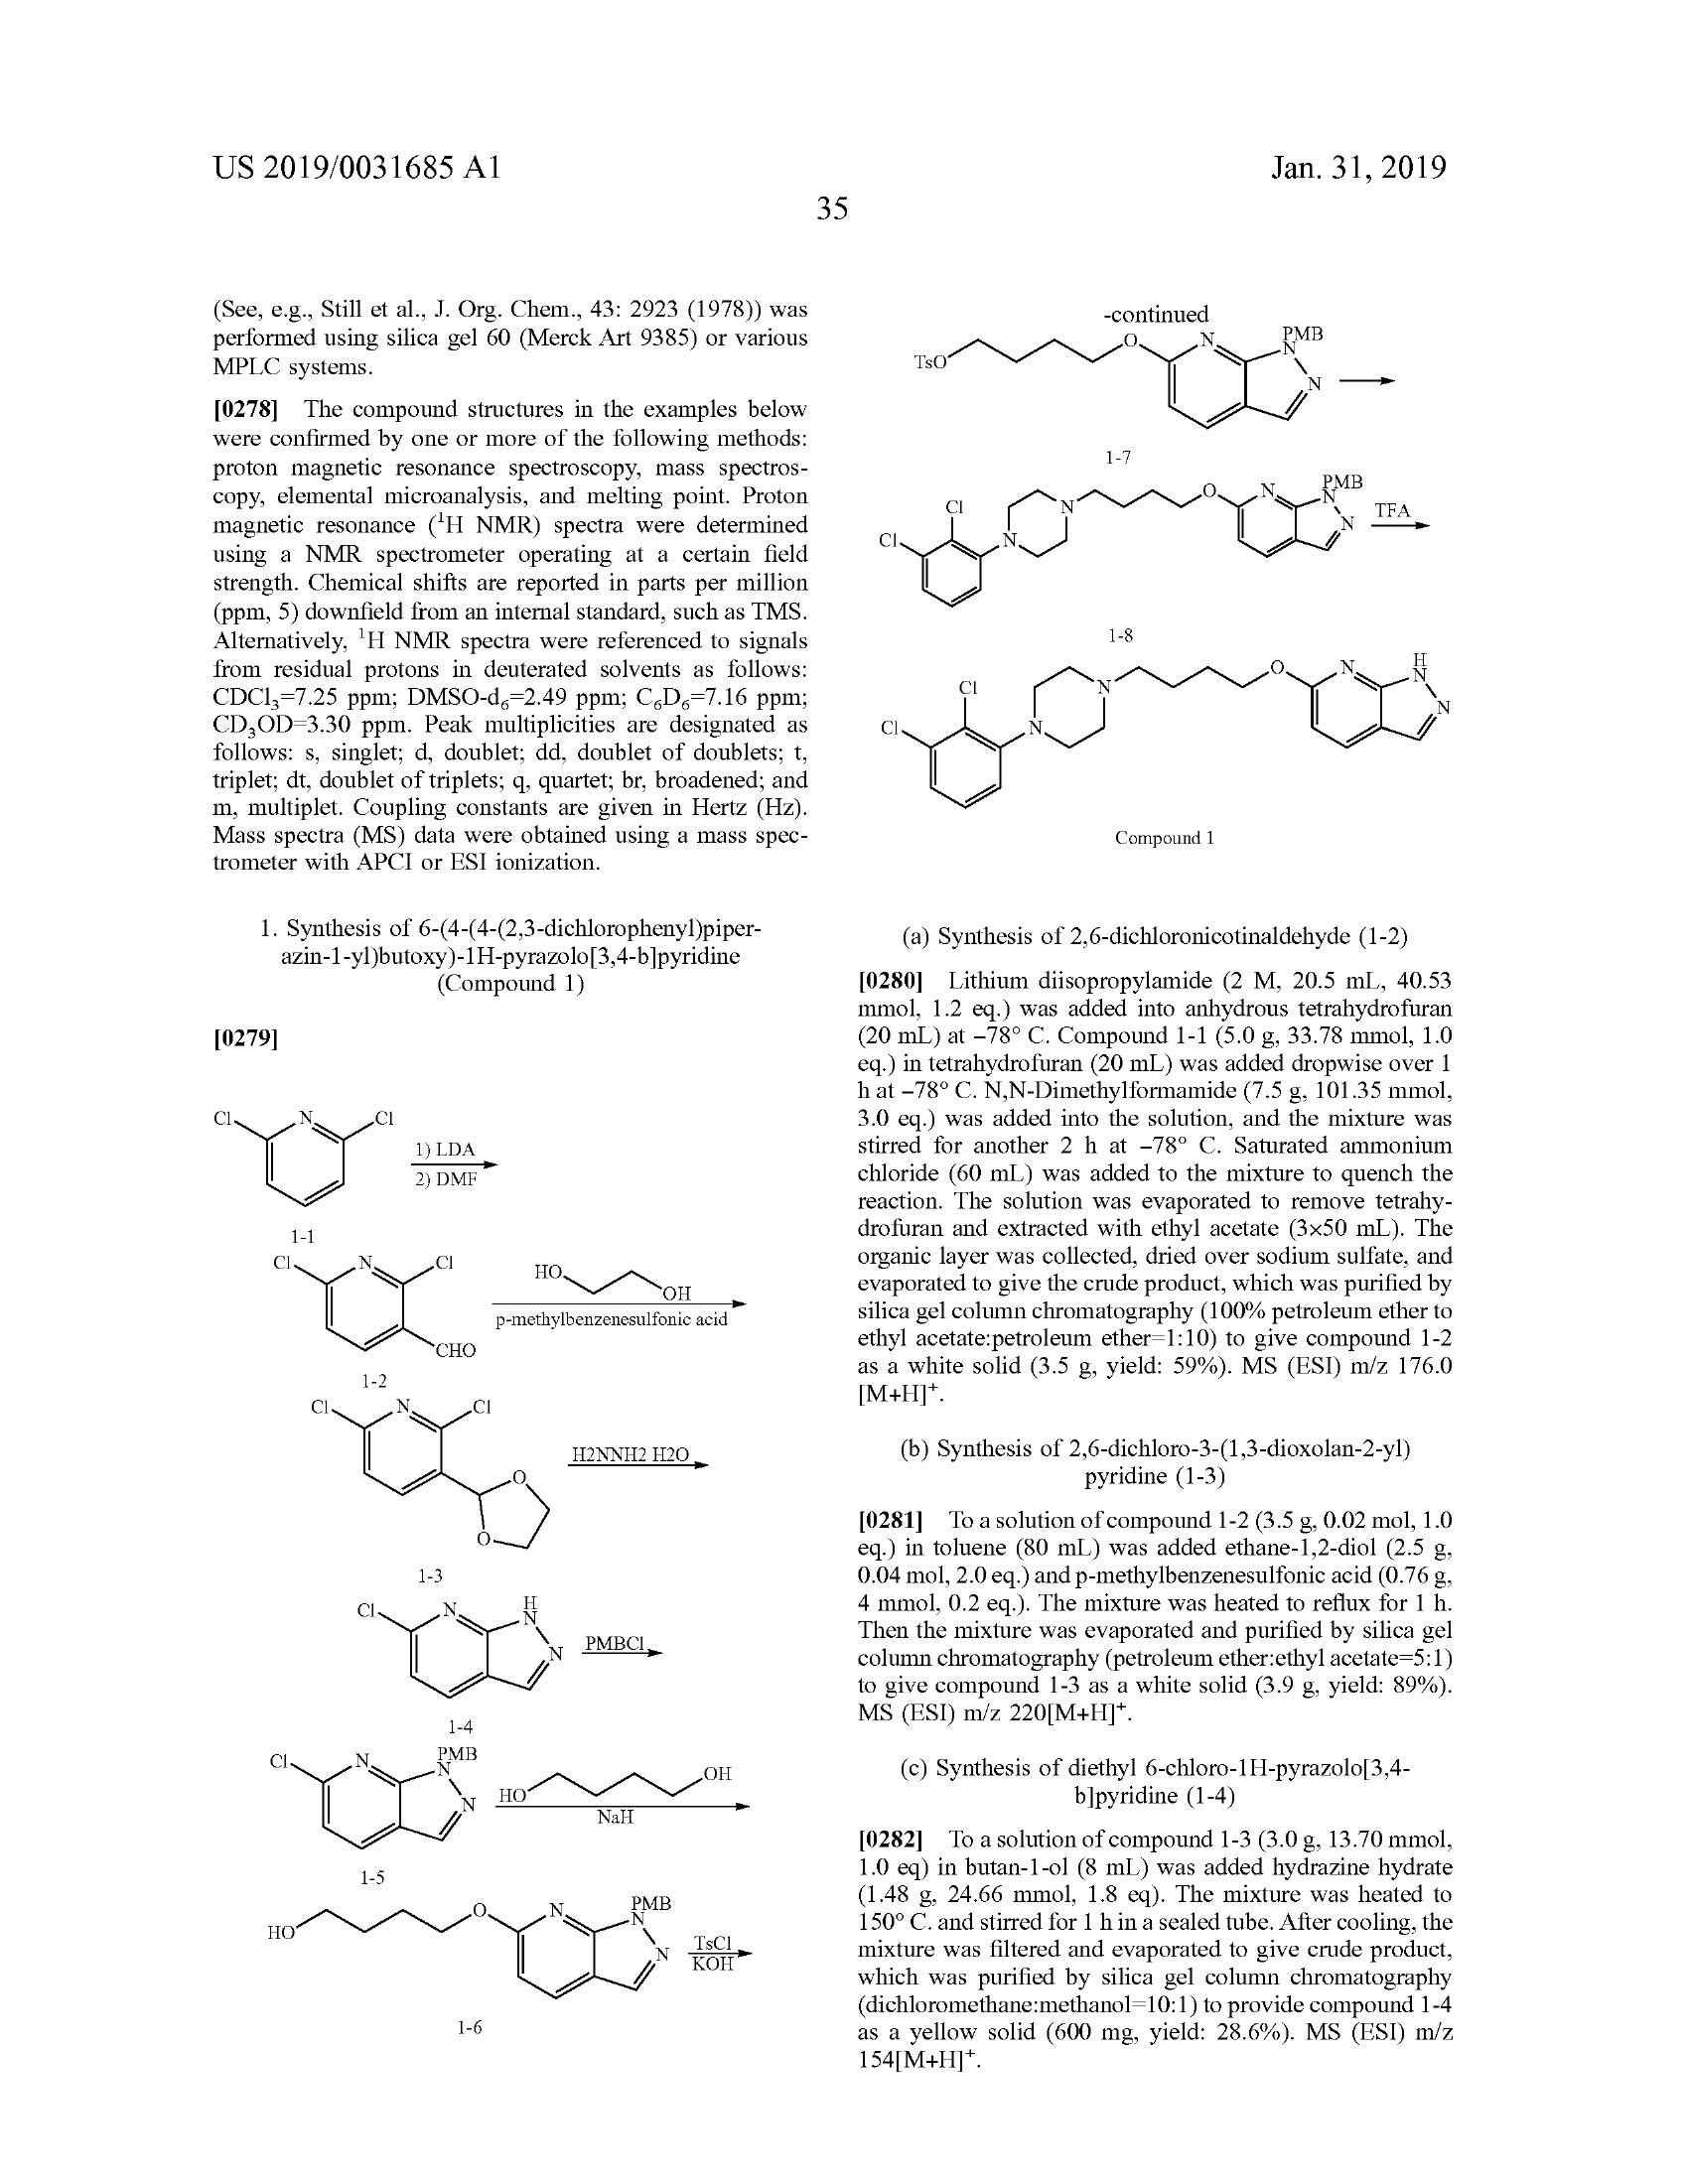 US 2019/0031685 A1
Jan. 31, 2019
35
(See, e.g., Still et al., J. Org. Chem., 43: 2923 (1978)) was
performed using silica gel 60 (Merck Art 9385) or various
MPLC systems.
[0278] The compound structures in the examples below
were confirmed by one or more of the following methods:
proton magnetic resonance spectroscopy, mass spectros-
copy, elemental microanalysis, and melting point. Proton
magnetic resonance (¹H NMR) spectra were determined
using a NMR spectrometer operating at a certain field
strength. Chemical shifts are reported in parts per million
(ppm, 5) downfield from an internal standard, such as TMS.
Alternatively, ¹H NMR spectra were referenced to signals
from residual protons in deuterated solvents as follows:
CDCl₃=7.25 ppm; DMSO-d₆=2.49 ppm; C₆D₆=7.16 ppm;
CD₃OD=3.30 ppm. Peak multiplicities are designated as
follows: s, singlet; d, doublet; dd, doublet of doublets; t,
triplet; dt, doublet of triplets; q, quartet; br, broadened; and
m, multiplet. Coupling constants are given in Hertz (Hz).
Mass spectra (MS) data were obtained using a mass spec-
trometer with APCI or ESI ionization.
1. Synthesis of 6-(4-(4-(2,3-dichlorophenyl)piper-
azin-1-yl)butoxy)-1H-pyrazolo[3,4-b]pyridine
(Compound 1)
[0279]
Cl N Cl
1) LDA
2) DMF
1-1
Cl N Cl
CHO
HO OH
p-methylbenzenesulfonic acid
1-2
Cl N Cl
O
O
H2NNH2 H2O
1-3
Cl N H
N
N
PMBCl
1-4
Cl N PMB
N
N
HO OH
NaH
1-5
HO O N PMB
N
N
TsCl
KOH
1-6
-continued
TsO O N PMB
N
N
1-7
Cl Cl N N O N PMB
N
N
TFA
1-8
Cl Cl N N O N H
N
N
Compound 1
(a) Synthesis of 2,6-dichloronicotinaldehyde (1-2)
[0280] Lithium diisopropylamide (2 M, 20.5 mL, 40.53
mmol, 1.2 eq.) was added into anhydrous tetrahydrofuran
(20 mL) at −78° C. Compound 1-1 (5.0 g, 33.78 mmol, 1.0
eq.) in tetrahydrofuran (20 mL) was added dropwise over 1
h at −78° C. N,N-Dimethylformamide (7.5 g, 101.35 mmol,
3.0 eq.) was added into the solution, and the mixture was
stirred for another 2 h at −78° C. Saturated ammonium
chloride (60 mL) was added to the mixture to quench the
reaction. The solution was evaporated to remove tetrahy-
drofuran and extracted with ethyl acetate (3x50 mL). The
organic layer was collected, dried over sodium sulfate, and
evaporated to give the crude product, which was purified by
silica gel column chromatography (100% petroleum ether to
ethyl acetate:petroleum ether=1:10) to give compound 1-2
as a white solid (3.5 g, yield: 59%). MS (ESI) m/z 176.0
[M+H]⁺.
(b) Synthesis of 2,6-dichloro-3-(1,3-dioxolan-2-yl)
pyridine (1-3)
[0281] To a solution of compound 1-2 (3.5 g, 0.02 mol, 1.0
eq.) in toluene (80 mL) was added ethane-1,2-diol (2.5 g,
0.04 mol, 2.0 eq.) and p-methylbenzenesulfonic acid (0.76 g,
4 mmol, 0.2 eq.). The mixture was heated to reflux for 1 h.
Then the mixture was evaporated and purified by silica gel
column chromatography (petroleum ether:ethyl acetate=5:1)
to give compound 1-3 as a white solid (3.9 g, yield: 89%).
MS (ESI) m/z 220[M+H]⁺.
(c) Synthesis of diethyl 6-chloro-1H-pyrazolo[3,4-
b]pyridine (1-4)
[0282] To a solution of compound 1-3 (3.0 g, 13.70 mmol,
1.0 eq) in butan-1-ol (8 mL) was added hydrazine hydrate
(1.48 g, 24.66 mmol, 1.8 eq). The mixture was heated to
150° C. and stirred for 1 h in a sealed tube. After cooling, the
mixture was filtered and evaporated to give crude product,
which was purified by silica gel column chromatography
(dichloromethane:methanol=10:1) to provide compound 1-4
as a yellow solid (600 mg, yield: 28.6%). MS (ESI) m/z
154[M+H]⁺.